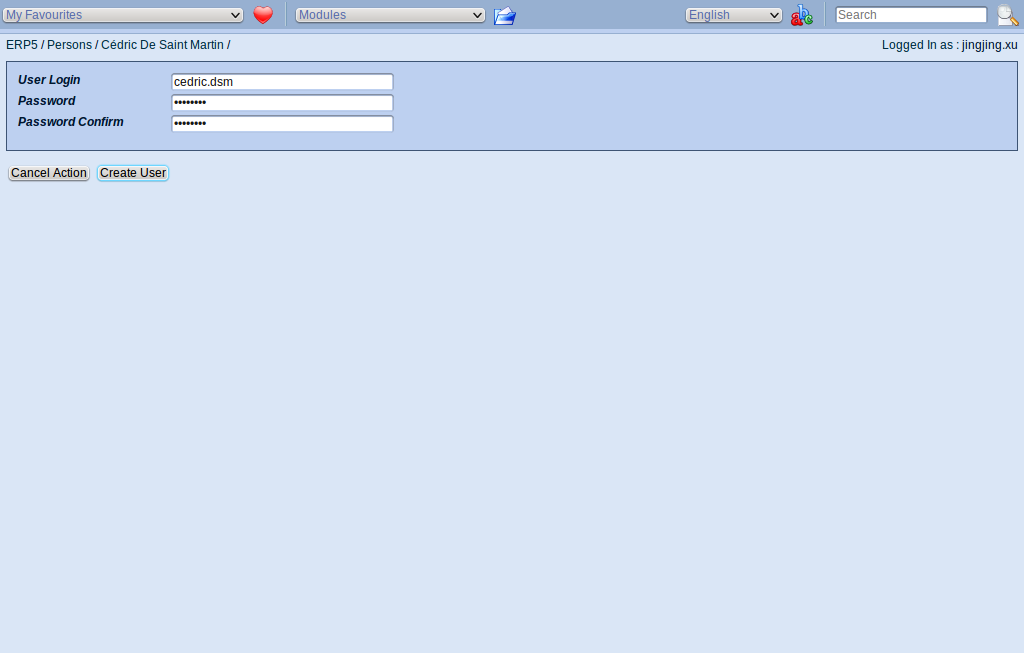 My Favourites Modules English Search
ERP5 / Persons / Cédric De Saint Martin / Logged In as : jingjing.xu
User Login cedric.dsm
Password ••••••••
Password Confirm ••••••••
Cancel Action Create User